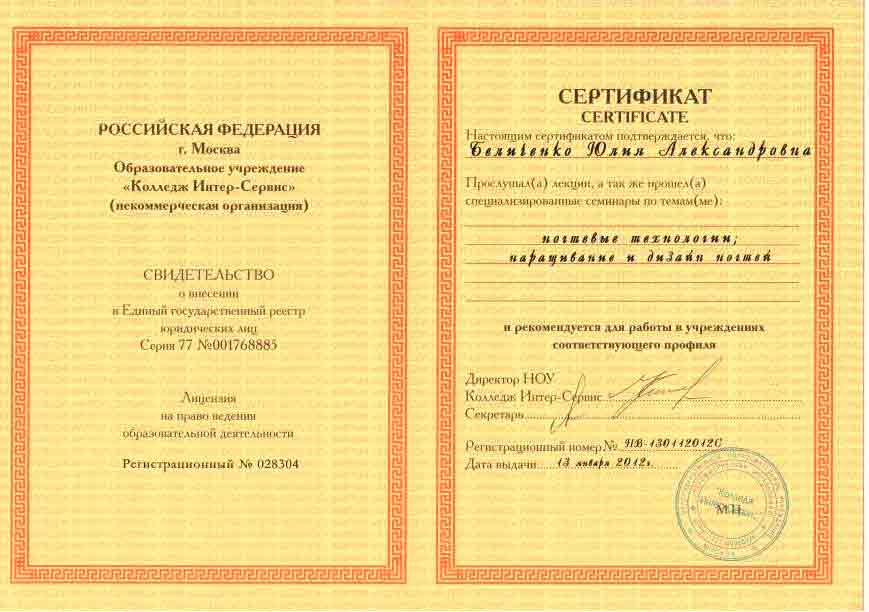 РОССИЙСКАЯ ФЕДЕРАЦИЯ
г. Москва
Образовательное учреждение
«Колледж Интер-Сервис»
(некоммерческая организация)
СВИДЕТЕЛЬСТВО
о внесении
в Единый государственный реестр
юридических лиц
Серия 77 №001768885
Лицензия
на право ведения
образовательной деятельности
Регистрационный № 028304
СЕРТИФИКАТ
CERTIFICATE
Настоящим сертификатом подтверждается, что:
Беличенко Юлия Александровна
Прослушал(а) лекции, а так же прошел(а)
специализированные семинары по темам(ме):
ногтевые технологии;
наращивание и дизайн ногтей
и рекомендуется для работы в учреждениях
соответствующего профиля
Директор НОУ
Колледж Интер-Сервис
Секретарь
Регистрационный номер № ПВ-130112012С
Дата выдачи 13 января 2012г.
"Колледж
М.П.